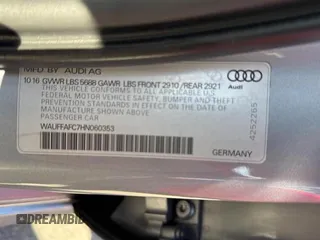 MFD BY: AUDI AG
10 16 GVWR LBS 5688 GAWR LBS FRONT 2910 / REAR 2921
THIS VEHICLE CONFORMS TO ALL APPLICABLE FEDERAL
MOTOR VEHICLE SAFETY, BUMPER, AND THEFT
PREVENTION STANDARDS IN EFFECT ON THE DATE OF
MANUFACTURE SHOWN ABOVE
PASSENGER CAR
WAUFFAFC7HN060353
GERMANY
Audi
4252265
DREAMBID